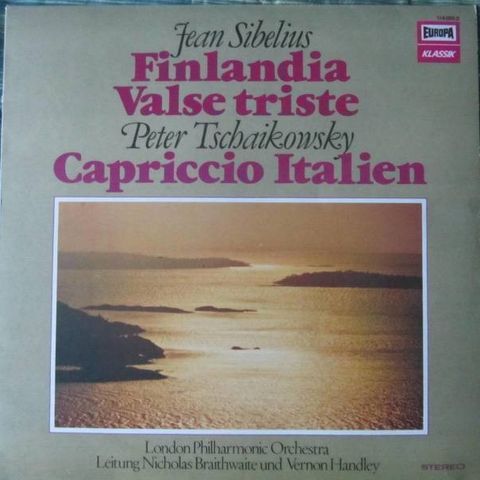 Jean Sibelius
EUROPA
KLASSIK
Finlandia
Valse triste
Peter Tschaikowsky
Capriccio Italien
London Philharmonic Orchestra
Leitung Nicholas Braithwaite und Vernon Handley
STEREO